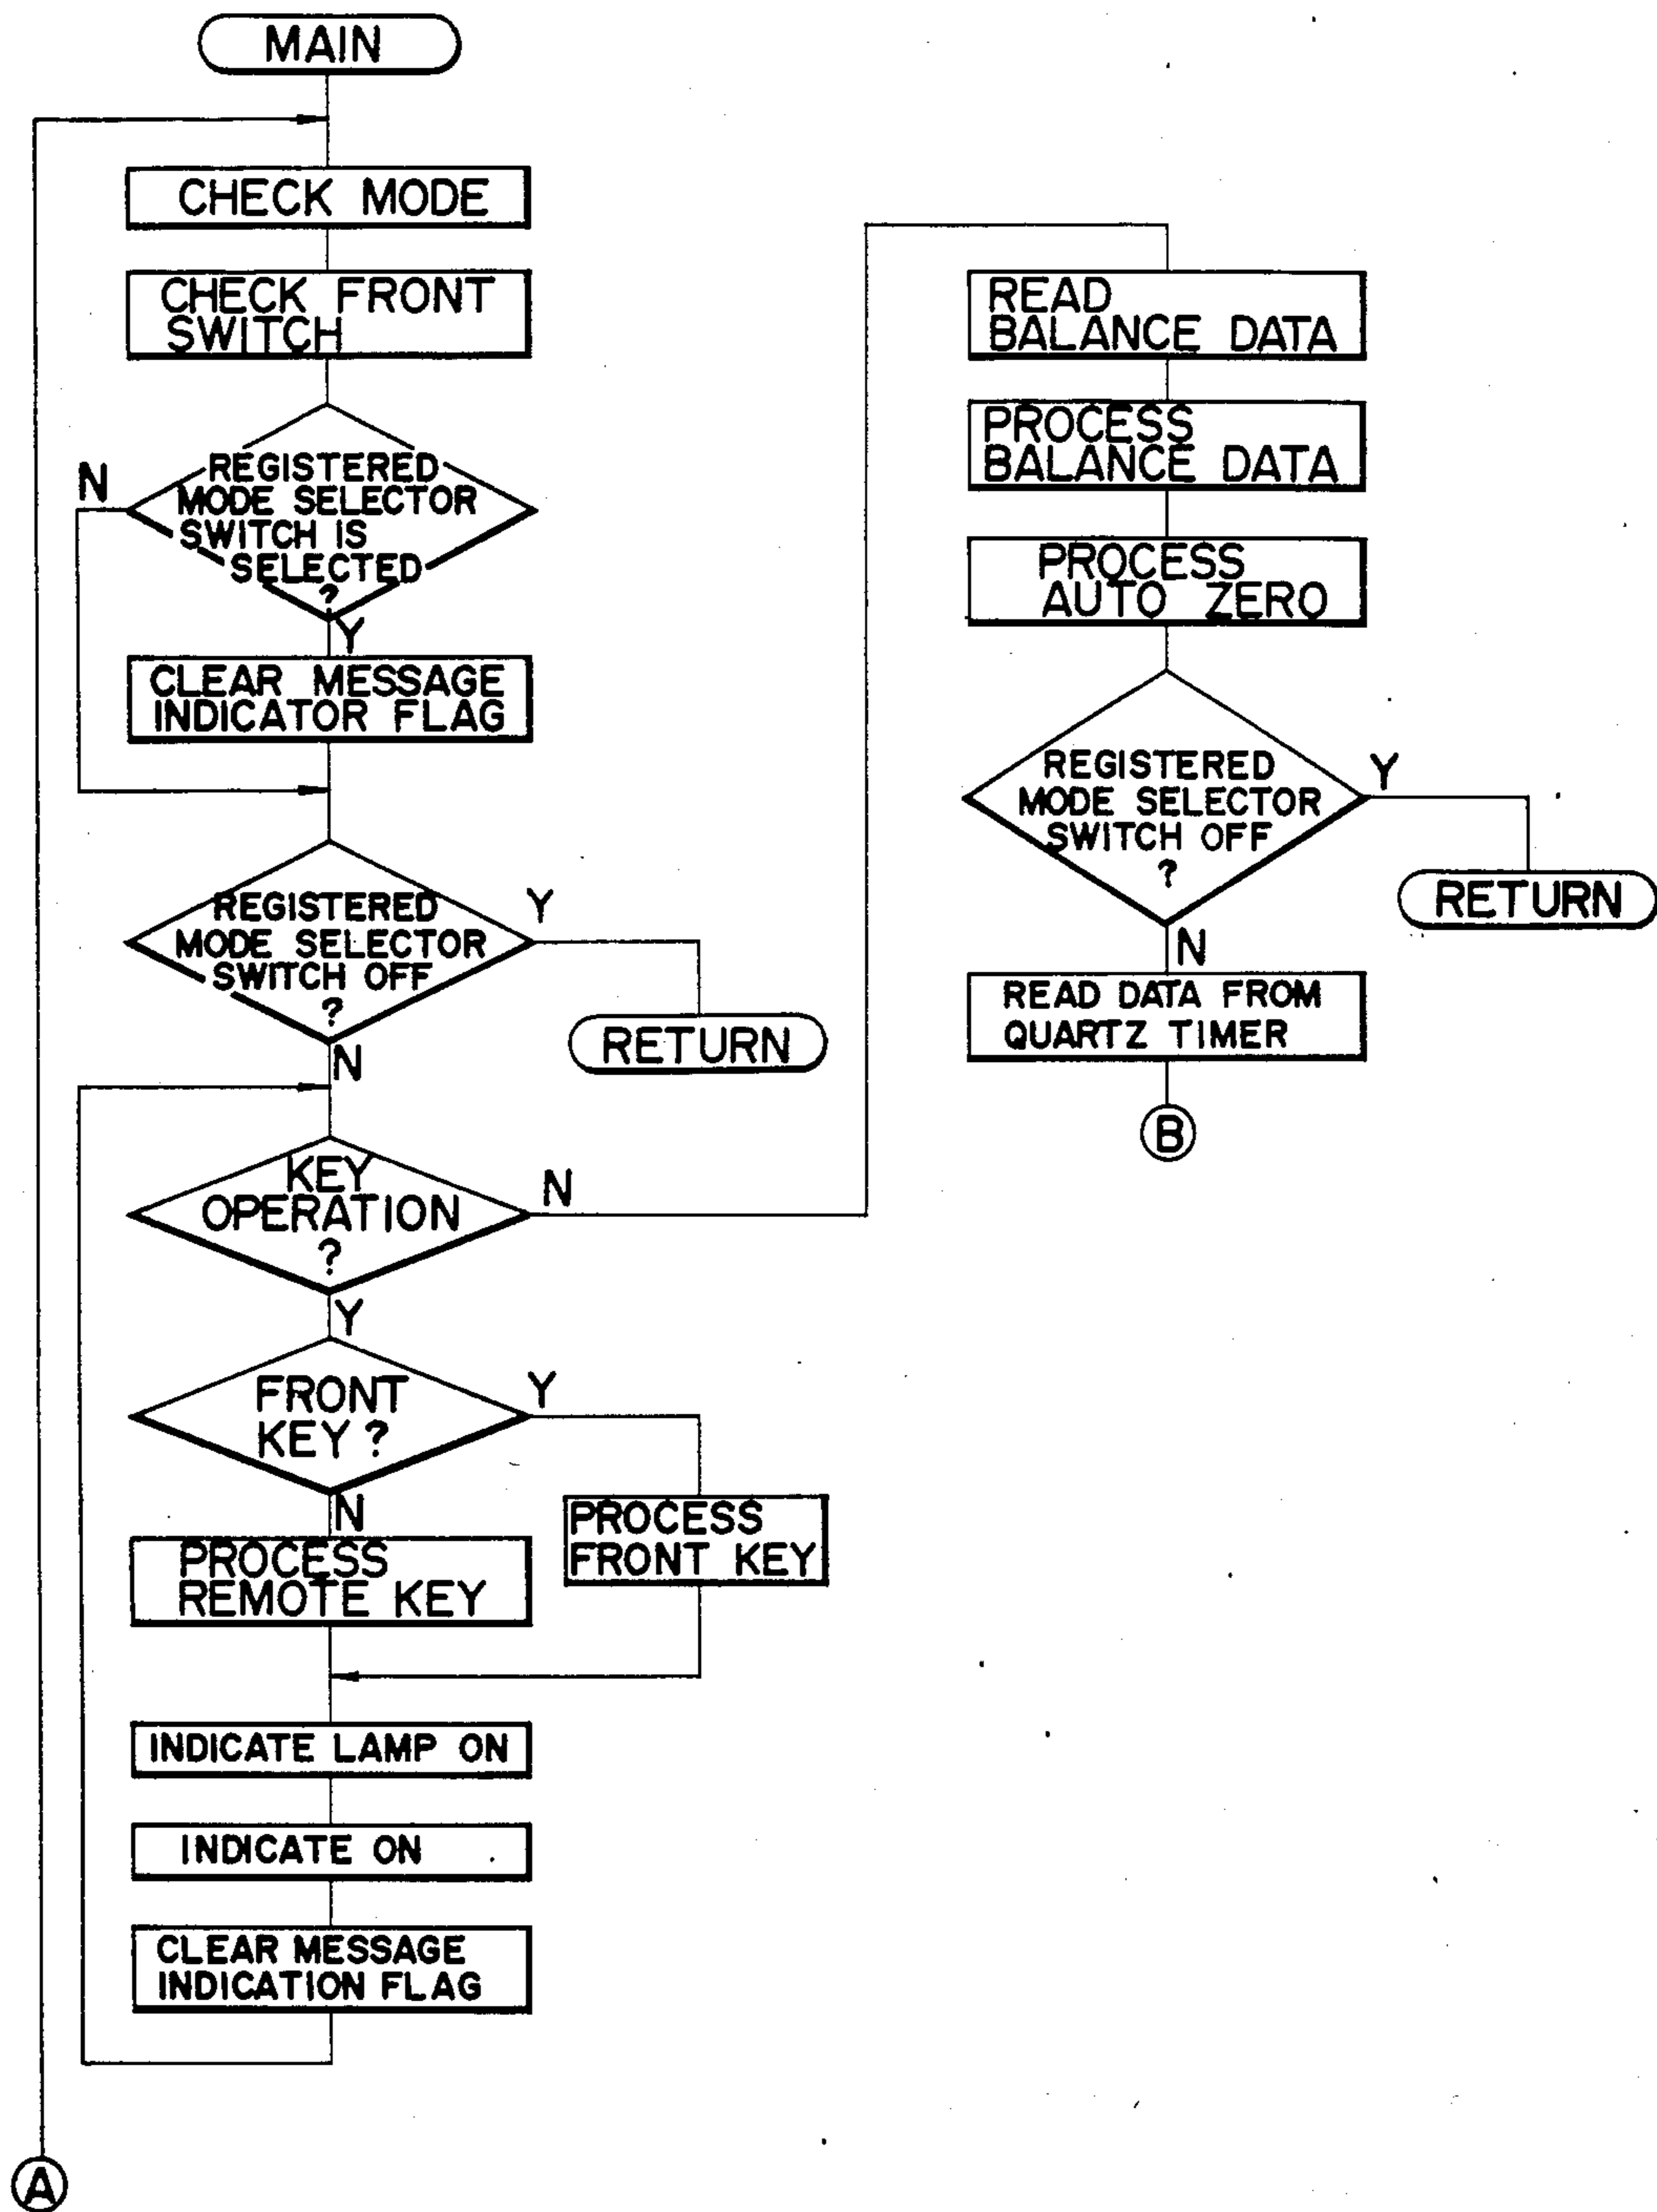 MAIN
CHECK MODE
CHECK FRONT
SWITCH
REGISTERED
MODE SELECTOR
SWITCH IS
SELECTED
?
N
Y
CLEAR MESSAGE
INDICATOR FLAG
REGISTERED
MODE SELECTOR
SWITCH OFF
?
Y
RETURN
N
KEY
OPERATION
?
N
Y
FRONT
KEY ?
Y
N
PROCESS
FRONT KEY
PROCESS
REMOTE KEY
INDICATE LAMP ON
INDICATE ON
CLEAR MESSAGE
INDICATION FLAG
A
READ
BALANCE DATA
PROCESS
BALANCE DATA
PROCESS
AUTO ZERO
REGISTERED
MODE SELECTOR
SWITCH OFF
?
Y
RETURN
N
READ DATA FROM
QUARTZ TIMER
B